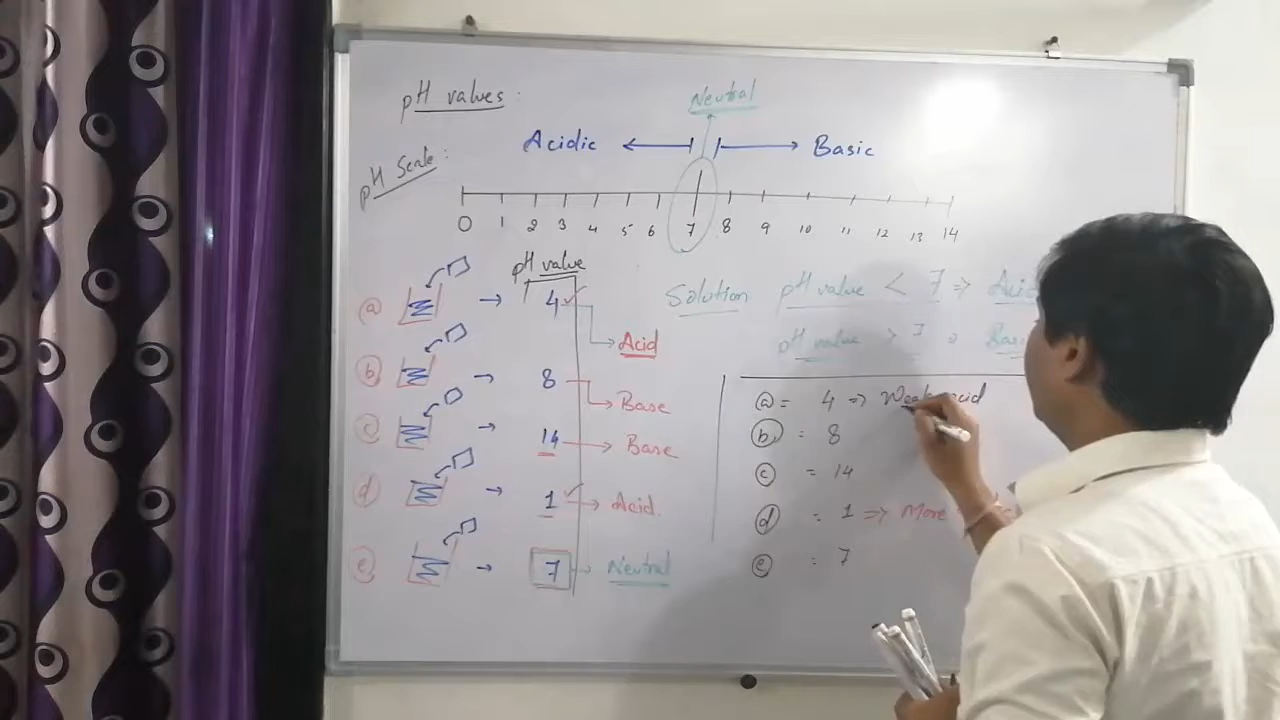 pH values :
Neutral
Acidic ← → Basic
pH Scale :
0 1 2 3 4 5 6 7 8 9 10 11 12 13 14
pH value
Solution pH value < 7 ⇒
pH value > 7
(a) → 4 → Acid
(b) → 8 → Base
(c) → 14 → Base
(d) → 1 → Acid.
(e) → 7 → Neutral
(a) = 4 ⇒ Weak acid
(b) = 8
(c) = 14
(d) = 1 ⇒ More
(e) = 7